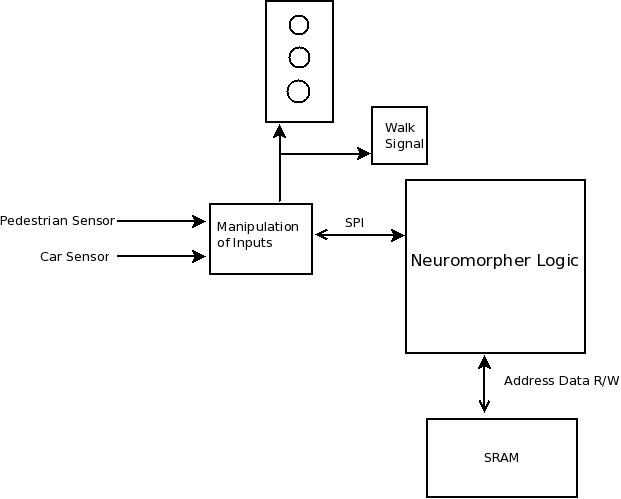 Walk
Signal
Pedestrian Sensor
Car Sensor
Manipulation
of Inputs
SPI
Neuromorpher Logic
Address Data R/W
SRAM